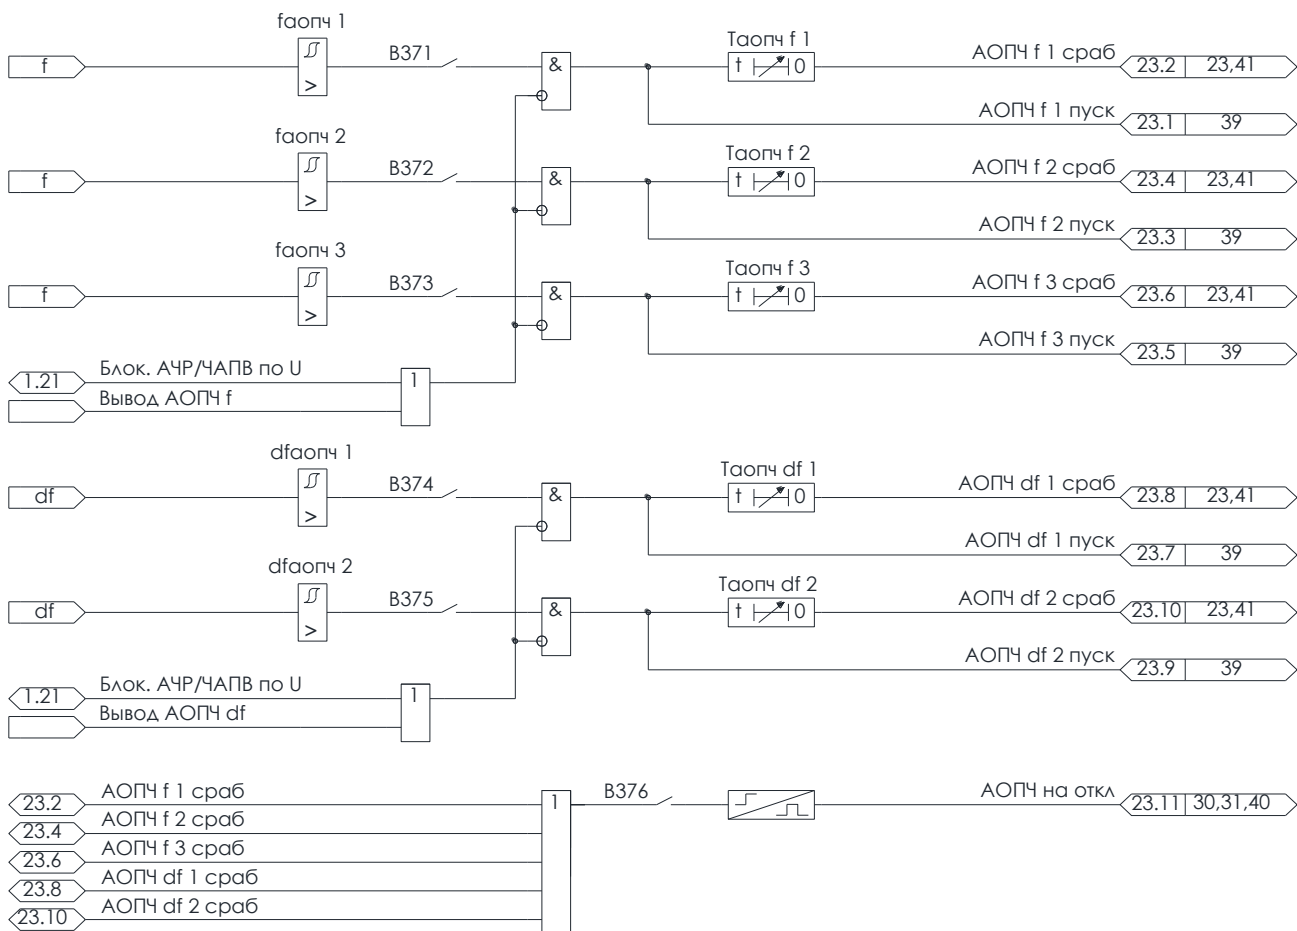 fаопч 1
f
>
В371
&
Tаопч f 1
t 0
АОПЧ f 1 сраб
23.2 23,41
АОПЧ f 1 пуск
23.1 39
fаопч 2
f
>
В372
&
Tаопч f 2
t 0
АОПЧ f 2 сраб
23.4 23,41
АОПЧ f 2 пуск
23.3 39
fаопч 3
f
>
В373
&
Tаопч f 3
t 0
АОПЧ f 3 сраб
23.6 23,41
АОПЧ f 3 пуск
23.5 39
1.21 Блок. АЧР/ЧАПВ по U
1
Вывод АОПЧ f
dfаопч 1
df
>
В374
&
Tаопч df 1
t 0
АОПЧ df 1 сраб
23.8 23,41
АОПЧ df 1 пуск
23.7 39
dfаопч 2
df
>
В375
&
Tаопч df 2
t 0
АОПЧ df 2 сраб
23.10 23,41
АОПЧ df 2 пуск
23.9 39
1.21 Блок. АЧР/ЧАПВ по U
1
Вывод АОПЧ df
23.2 АОПЧ f 1 сраб
1
В376
АОПЧ на откл
23.11 30,31,40
23.4 АОПЧ f 2 сраб
23.6 АОПЧ f 3 сраб
23.8 АОПЧ df 1 сраб
23.10 АОПЧ df 2 сраб